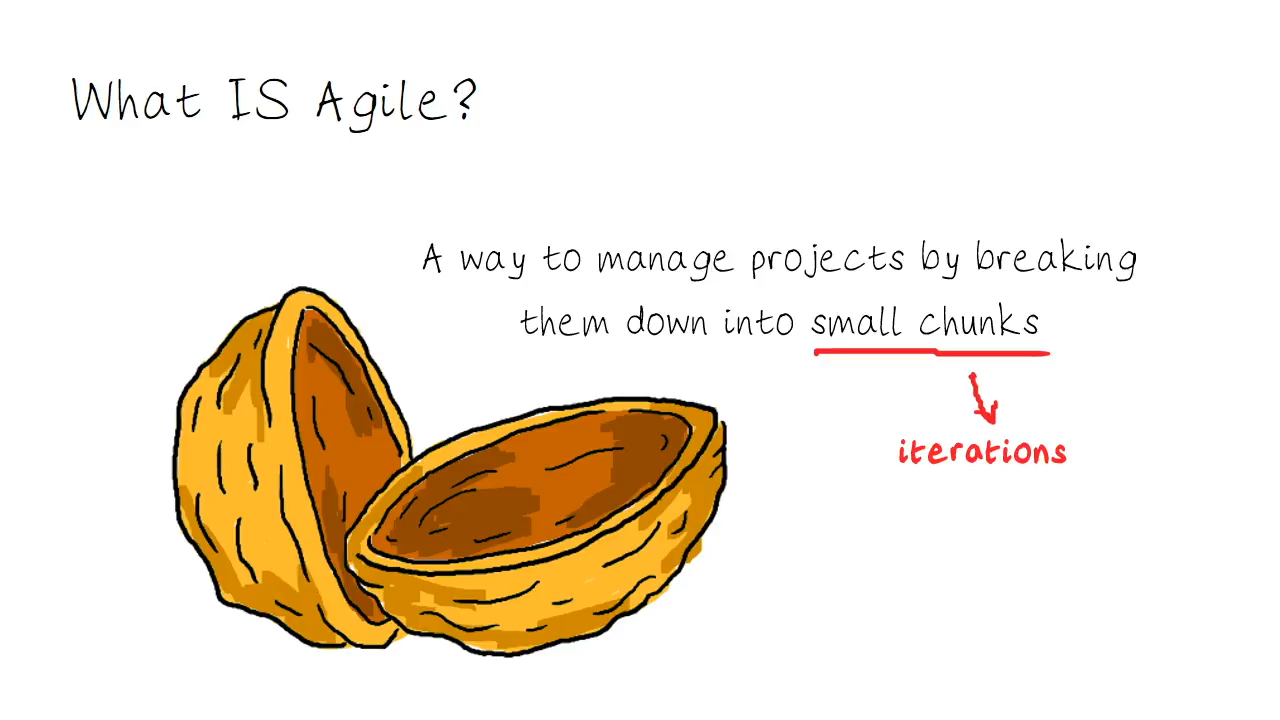 What IS Agile?
A way to manage projects by breaking
them down into small chunks
iterations